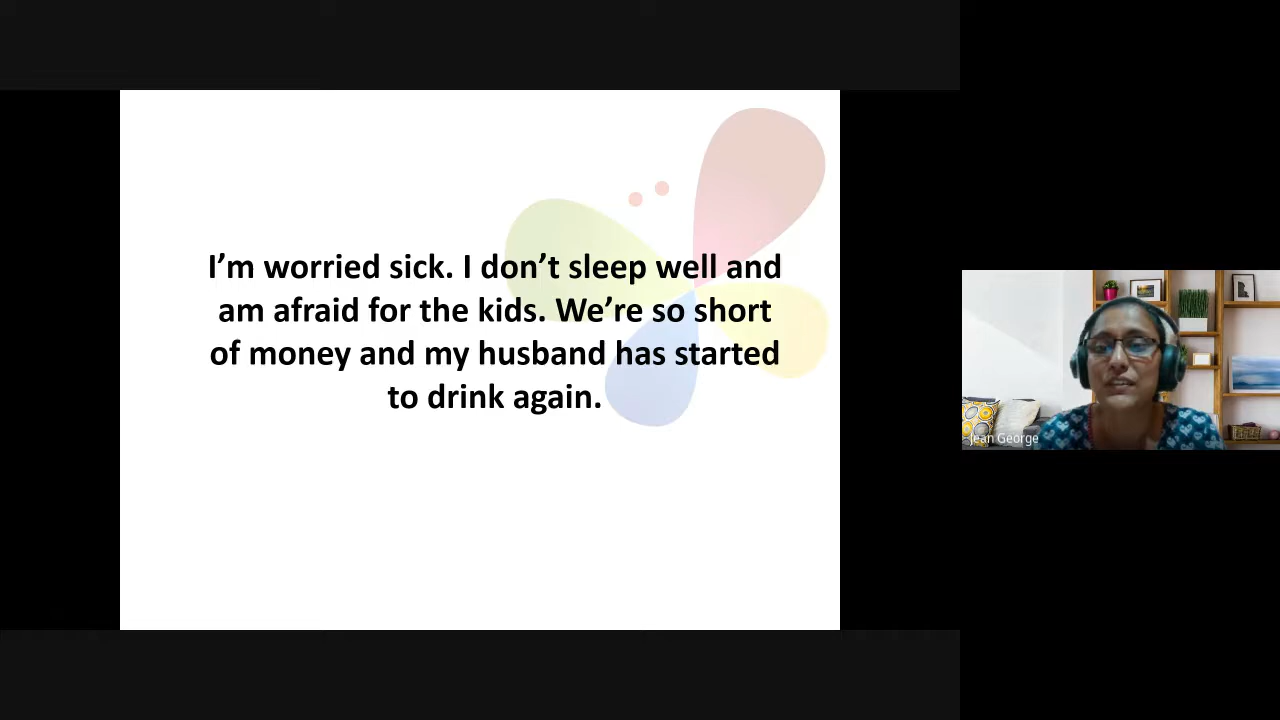 I’m worried sick. I don’t sleep well and
am afraid for the kids. We’re so short
of money and my husband has started
to drink again.
Jean George